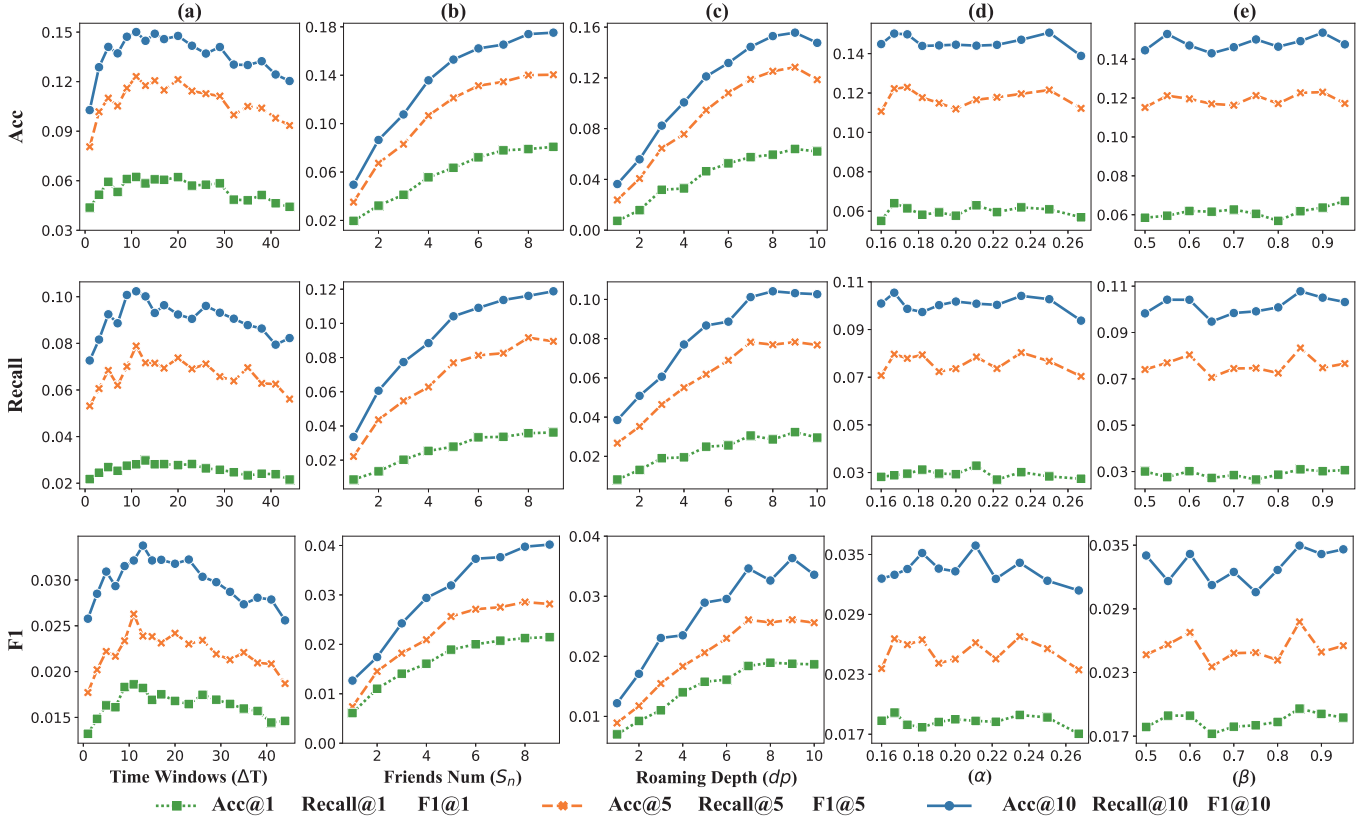 (a) (b) (c) (d) (e)
Acc
0.15 0.12 0.09 0.06 0.03
0 10 20 30 40
0.18 0.14 0.10 0.06 0.02
2 4 6 8
0.16 0.12 0.08 0.04 0.00
2 4 6 8 10
0.14 0.12 0.10 0.08 0.06
0.16 0.18 0.20 0.22 0.24 0.26
0.14 0.12 0.10 0.08 0.06
0.5 0.6 0.7 0.8 0.9
Recall
0.10 0.08 0.06 0.04 0.02
0 10 20 30 40
0.12 0.10 0.08 0.06 0.04 0.02
2 4 6 8
0.10 0.08 0.06 0.04 0.02
2 4 6 8 10
0.11 0.09 0.07 0.05 0.03
0.16 0.18 0.20 0.22 0.24 0.26
0.11 0.09 0.07 0.05 0.03
0.5 0.6 0.7 0.8 0.9
F1
0.030 0.025 0.020 0.015
0 10 20 30 40
0.04 0.03 0.02 0.01 0.00
2 4 6 8
0.04 0.03 0.02 0.01
2 4 6 8 10
0.035 0.029 0.023 0.017
0.16 0.18 0.20 0.22 0.24 0.26
0.035 0.029 0.023 0.017
0.5 0.6 0.7 0.8 0.9
Time Windows (ΔT) Friends Num (Sn) Roaming Depth (dp) (α) (β)
Acc@1 Recall@1 F1@1 Acc@5 Recall@5 F1@5 Acc@10 Recall@10 F1@10